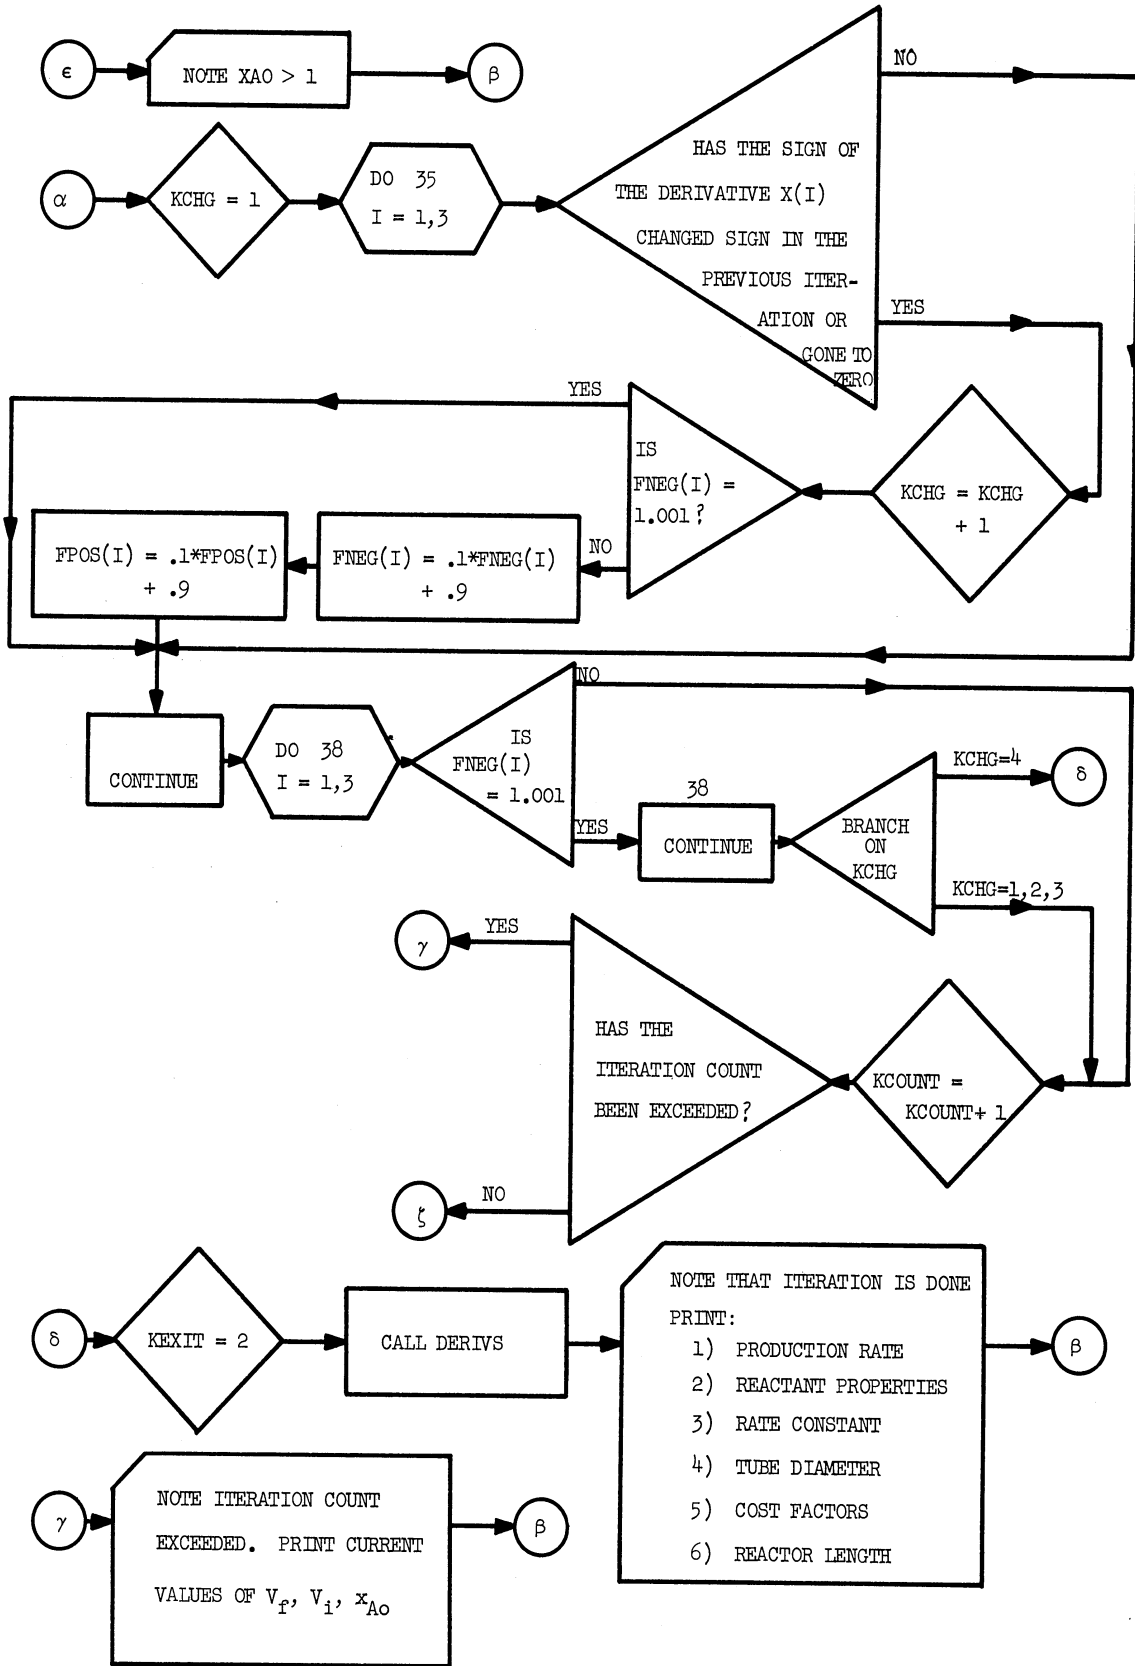 ϵ
NOTE XAO > 1
β
NO
α
KCHG = 1
DO 35
I = 1,3
HAS THE SIGN OF
THE DERIVATIVE X(I)
CHANGED SIGN IN THE
PREVIOUS ITER-
ATION OR
GONE TO
ZERO
YES
YES
IS
FNEG(I) =
1.001?
NO
KCHG = KCHG
+ 1
FPOS(I) = .1*FPOS(I)
+ .9
FNEG(I) = .1*FNEG(I)
+ .9
CONTINUE
DO 38
I = 1,3
IS
FNEG(I)
= 1.001
NO
YES
38
CONTINUE
BRANCH
ON
KCHG
KCHG=4
δ
KCHG=1,2,3
γ
YES
HAS THE
ITERATION COUNT
BEEN EXCEEDED?
KCOUNT =
KCOUNT+ 1
ζ
NO
δ
KEXIT = 2
CALL DERIVS
NOTE THAT ITERATION IS DONE
PRINT:
1) PRODUCTION RATE
2) REACTANT PROPERTIES
3) RATE CONSTANT
4) TUBE DIAMETER
5) COST FACTORS
6) REACTOR LENGTH
β
γ
NOTE ITERATION COUNT
EXCEEDED. PRINT CURRENT
VALUES OF V_f, V_i, x_Ao
β